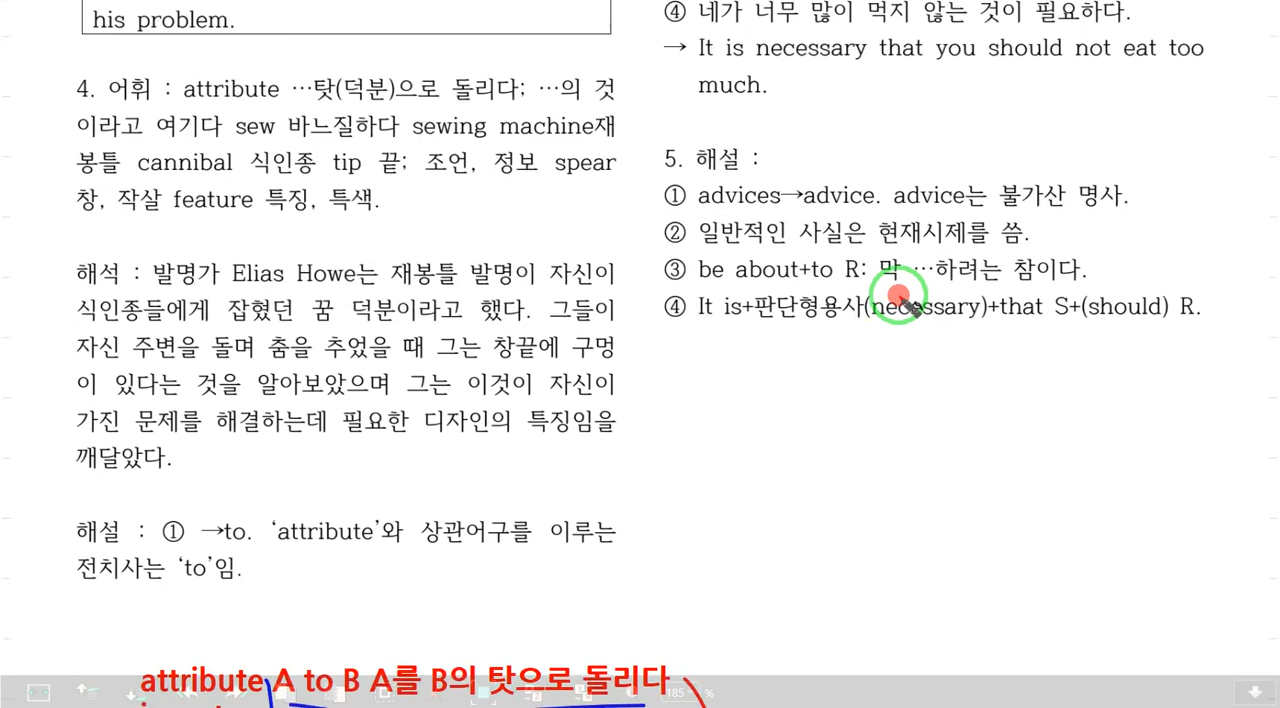 his problem.
4. 어휘 : attribute …탓(덕분)으로 돌리다; …의 것
이라고 여기다 sew 바느질하다 sewing machine재
봉틀 cannibal 식인종 tip 끝; 조언, 정보 spear
창, 작살 feature 특징, 특색.
해석 : 발명가 Elias Howe는 재봉틀 발명이 자신이
식인종들에게 잡혔던 꿈 덕분이라고 했다. 그들이
자신 주변을 돌며 춤을 추었을 때 그는 창끝에 구멍
이 있다는 것을 알아보았으며 그는 이것이 자신이
가진 문제를 해결하는데 필요한 디자인의 특징임을
깨달았다.
해설 : ① →to. ‘attribute’와 상관어구를 이루는
전치사는 ‘to’임.
④ 네가 너무 많이 먹지 않는 것이 필요하다.
→ It is necessary that you should not eat too
much.
5. 해설 :
① advices→advice. advice는 불가산 명사.
② 일반적인 사실은 현재시제를 씀.
③ be about+to R: 막 …하려는 참이다.
④ It is+판단형용사(necessary)+that S+(should) R.
attribute A to B A를 B의 탓으로 돌리다
185 %